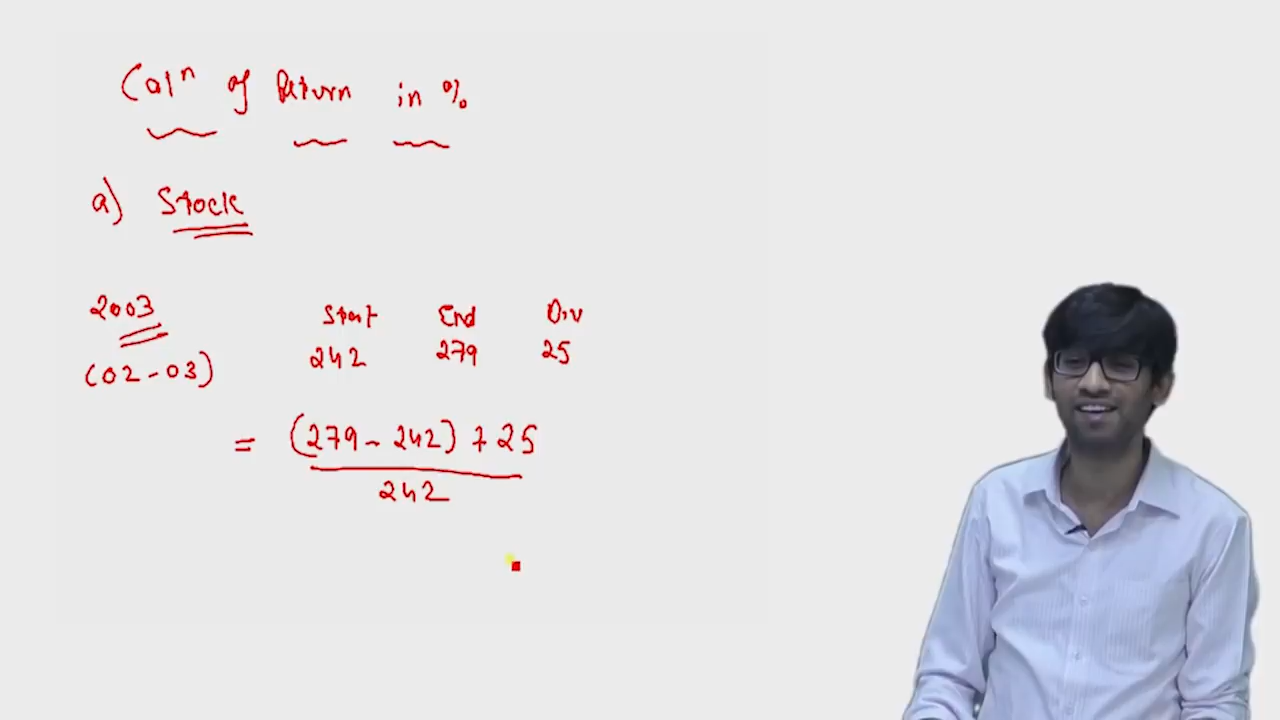 Calⁿ of Return in %
a) Stock
2003 Start End Div
(02-03) 242 279 25
= (279 - 242) + 25
242